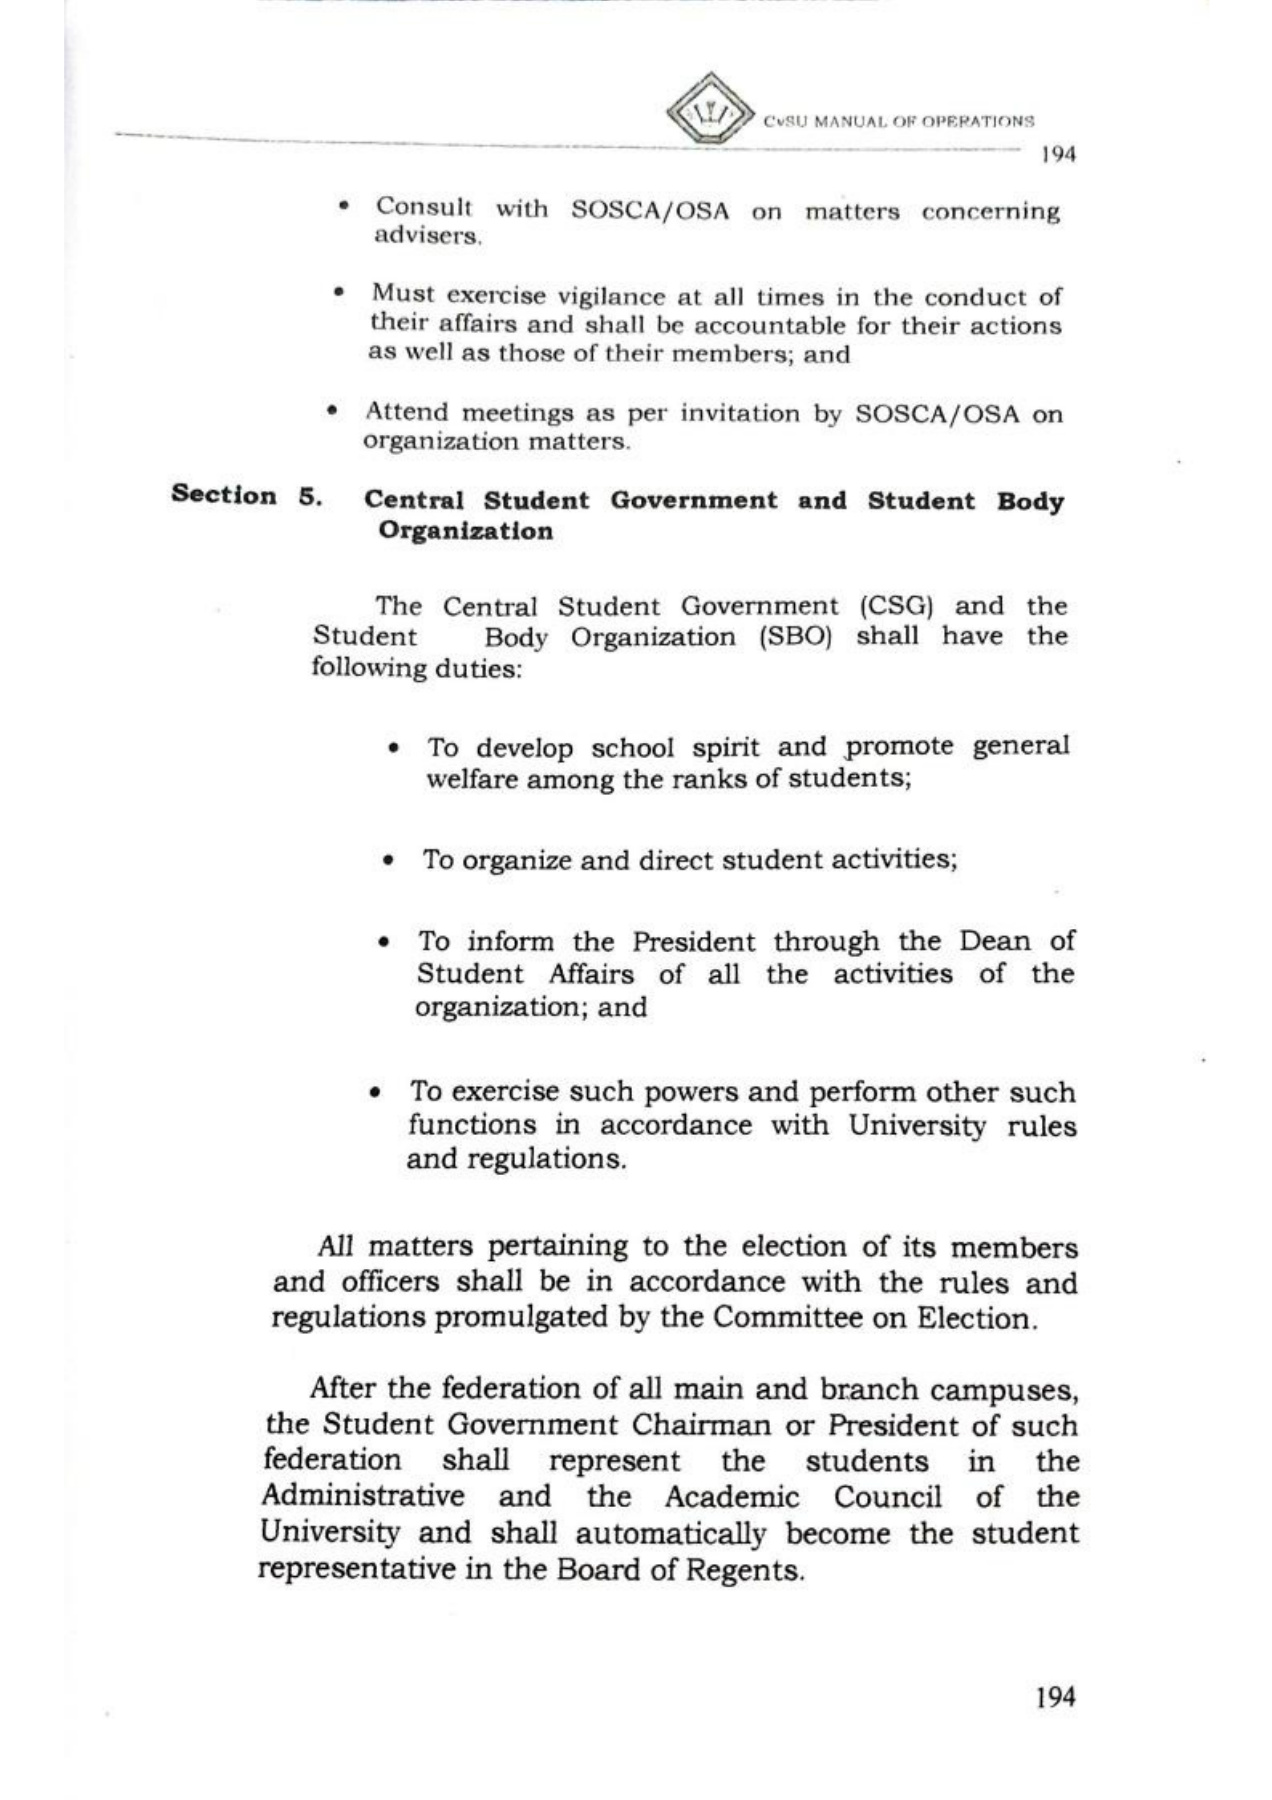 CvSU MANUAL OF OPERATIONS
194
• Consult with SOSCA/OSA on matters concerning
advisers.
• Must exercise vigilance at all times in the conduct of
their affairs and shall be accountable for their actions
as well as those of their members; and
• Attend meetings as per invitation by SOSCA/OSA on
organization matters.
Section 5. Central Student Government and Student Body
Organization
The Central Student Government (CSG) and the
Student Body Organization (SBO) shall have the
following duties:
• To develop school spirit and promote general
welfare among the ranks of students;
• To organize and direct student activities;
• To inform the President through the Dean of
Student Affairs of all the activities of the
organization; and
• To exercise such powers and perform other such
functions in accordance with University rules
and regulations.
All matters pertaining to the election of its members
and officers shall be in accordance with the rules and
regulations promulgated by the Committee on Election.
After the federation of all main and branch campuses,
the Student Government Chairman or President of such
federation shall represent the students in the
Administrative and the Academic Council of the
University and shall automatically become the student
representative in the Board of Regents.
194